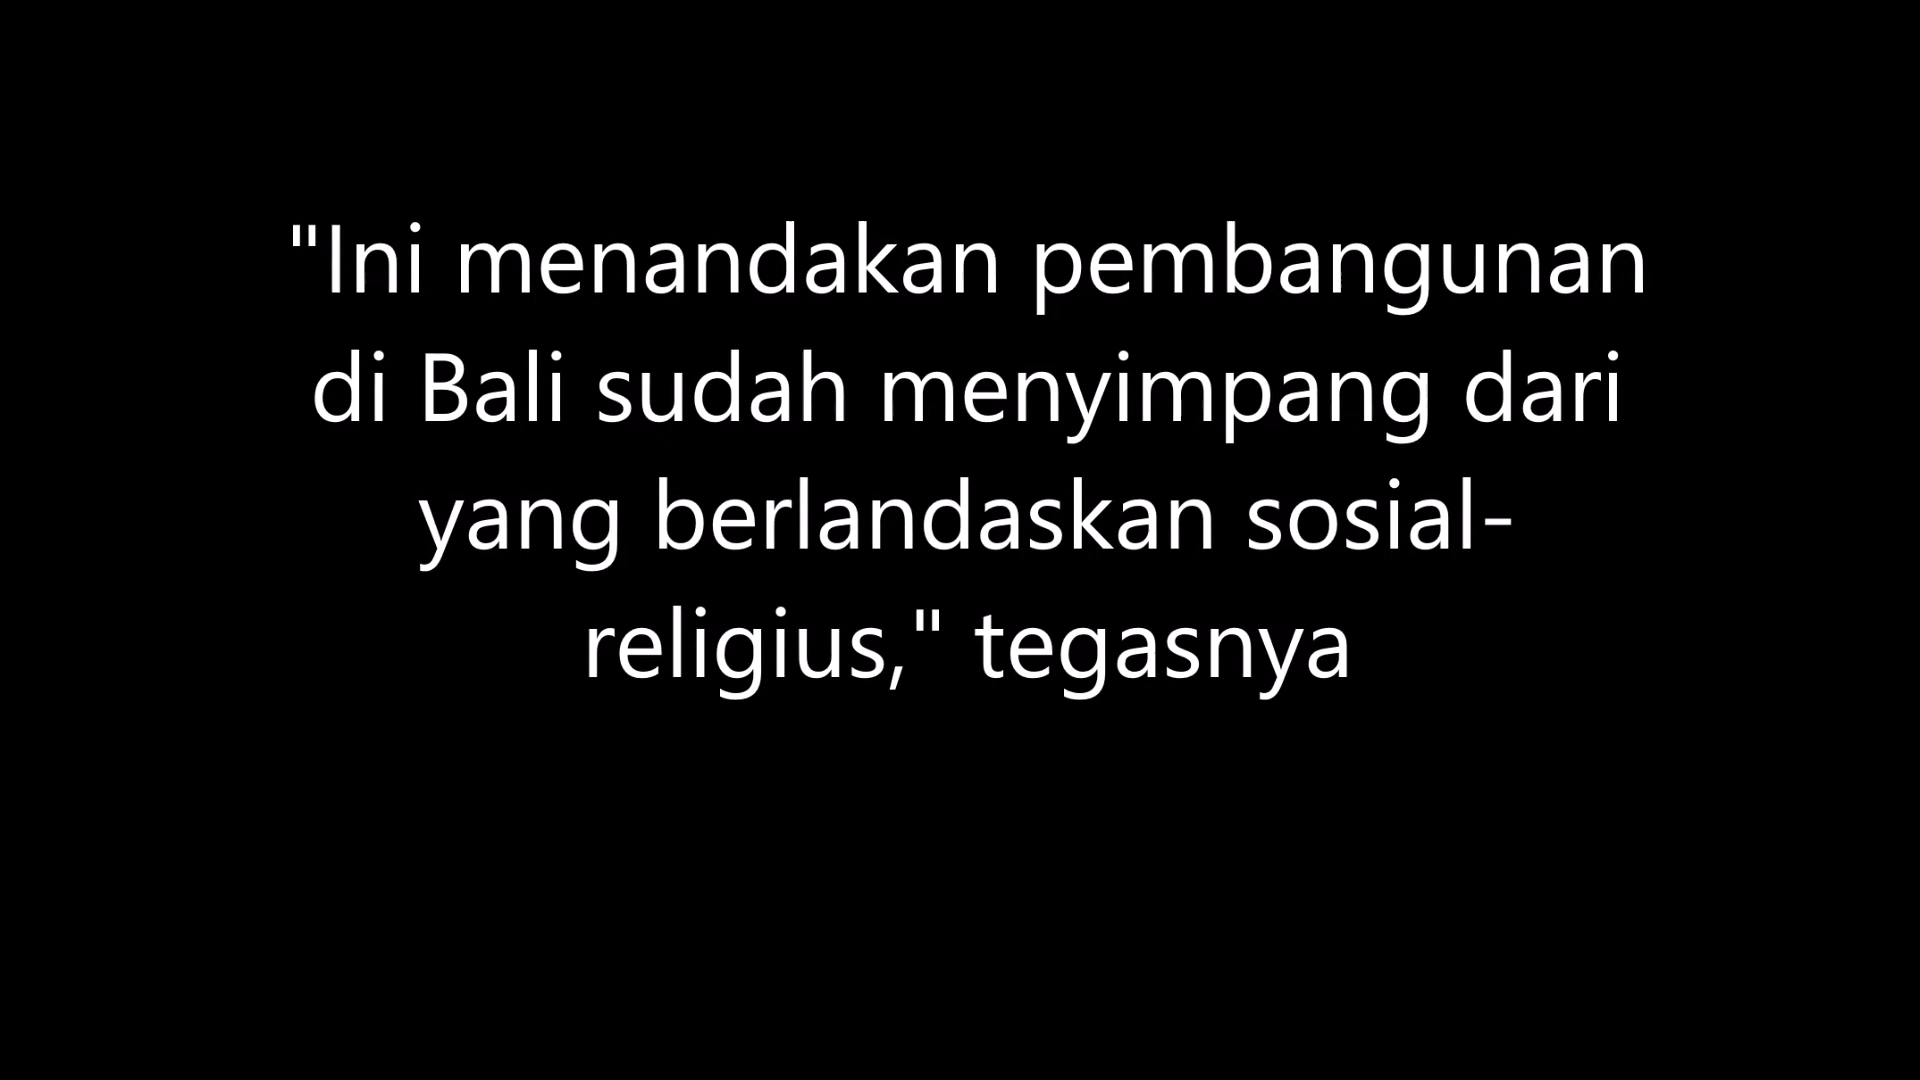 "Ini menandakan pembangunan
di Bali sudah menyimpang dari
yang berlandaskan sosial-
religius," tegasnya